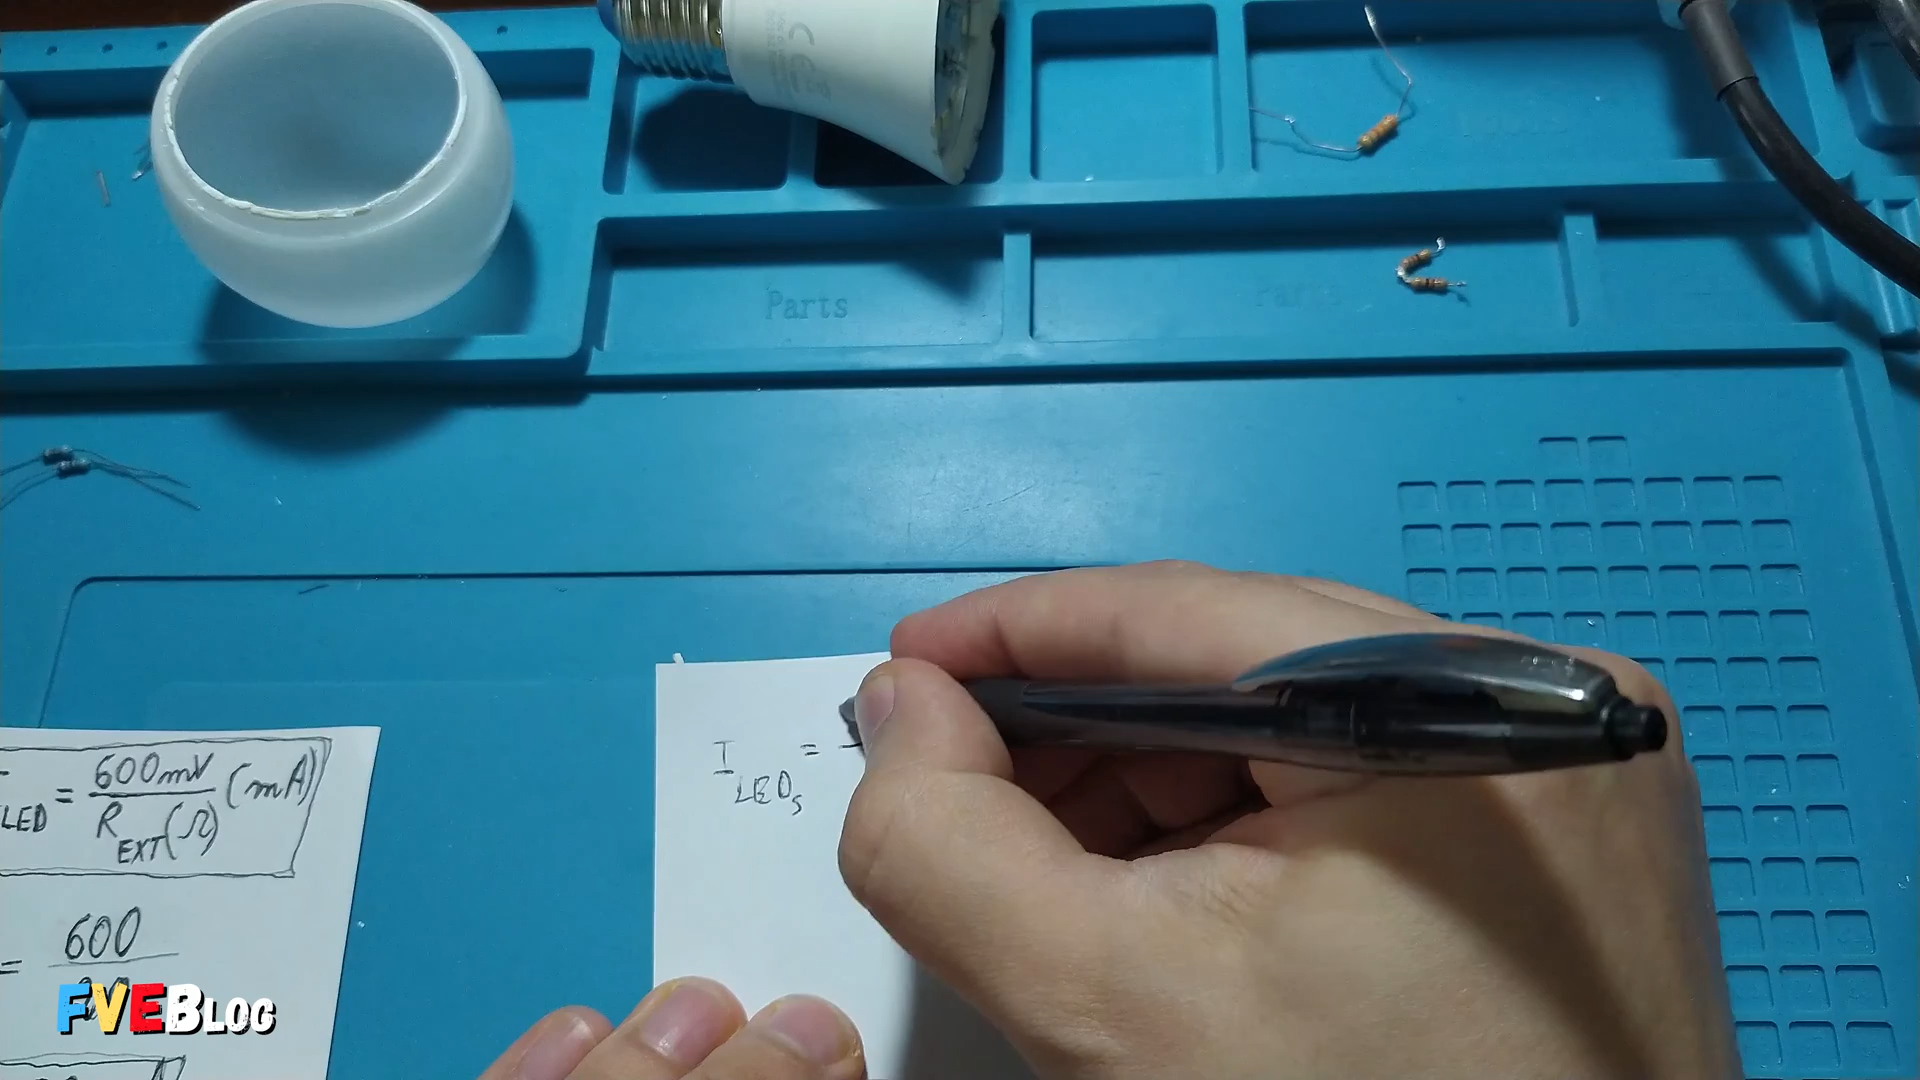 Parts
Parts
I LEDs =
LED = 600mV / R EXT (Ω) (mA)
= 600
FVEBlog